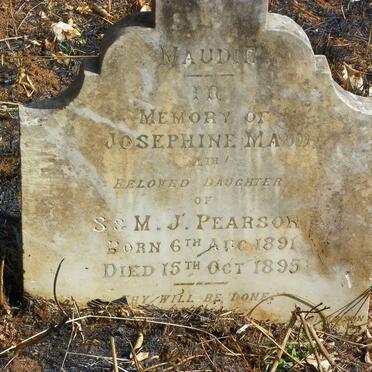 MAUDIE
IN
MEMORY OF
JOSEPHINE MAUD
BELOVED DAUGHTER
OF
S & M. J. PEARSON
BORN 6TH AUG 1891
DIED 15TH OCT 1895
THY WILL BE DONE.